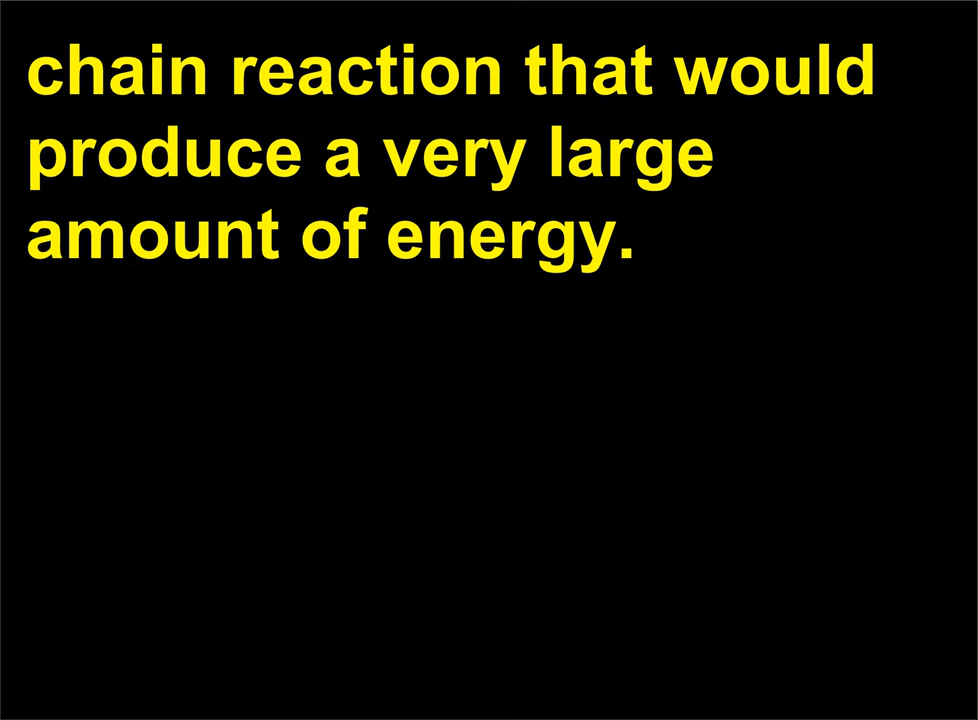 chain reaction that would
produce a very large
amount of energy.